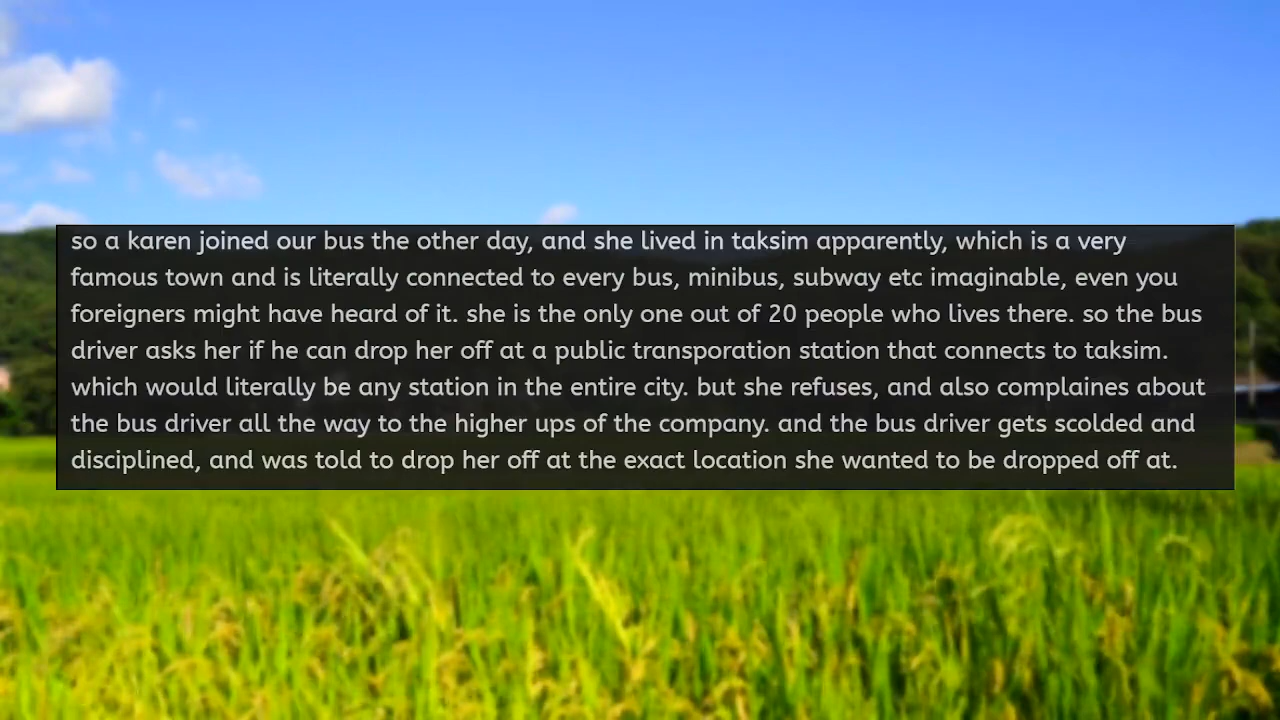 so a karen joined our bus the other day, and she lived in taksim apparently, which is a very
famous town and is literally connected to every bus, minibus, subway etc imaginable, even you
foreigners might have heard of it. she is the only one out of 20 people who lives there. so the bus
driver asks her if he can drop her off at a public transporation station that connects to taksim.
which would literally be any station in the entire city. but she refuses, and also complaines about
the bus driver all the way to the higher ups of the company. and the bus driver gets scolded and
disciplined, and was told to drop her off at the exact location she wanted to be dropped off at.